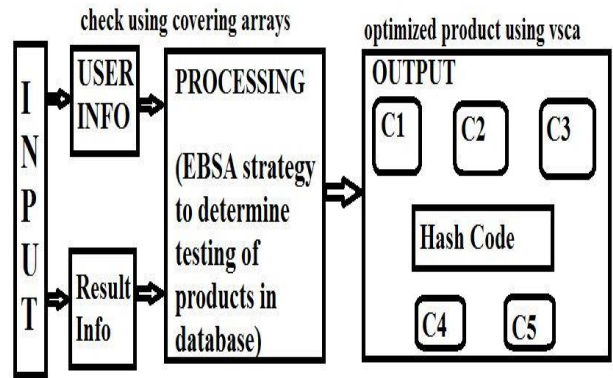 check using covering arrays
optimized product using vsca
INPUT
USER
INFO
Result
Info
PROCESSING
(EBSA strategy
to determine
testing of
products in
database)
OUTPUT
C1 C2 C3
Hash Code
C4 C5